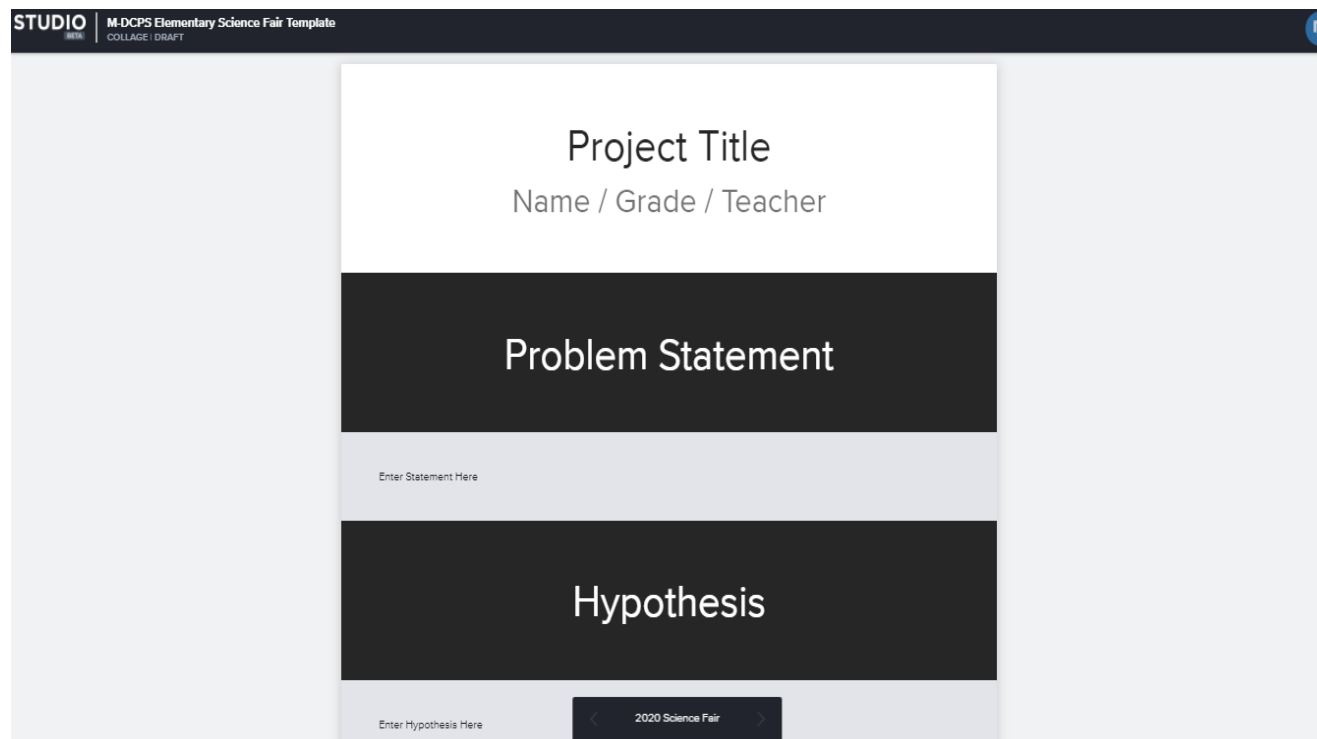 STUDIO
BETA
M-DCPS Elementary Science Fair Template
COLLAGE | DRAFT
Project Title
Name / Grade / Teacher
Problem Statement
Enter Statement Here
Hypothesis
Enter Hypothesis Here
2020 Science Fair